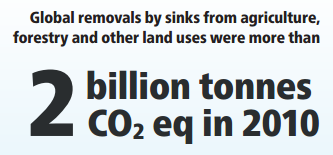 Global removals by sinks from agriculture,
forestry and other land uses were more than
2 billion tonnes
CO₂ eq in 2010